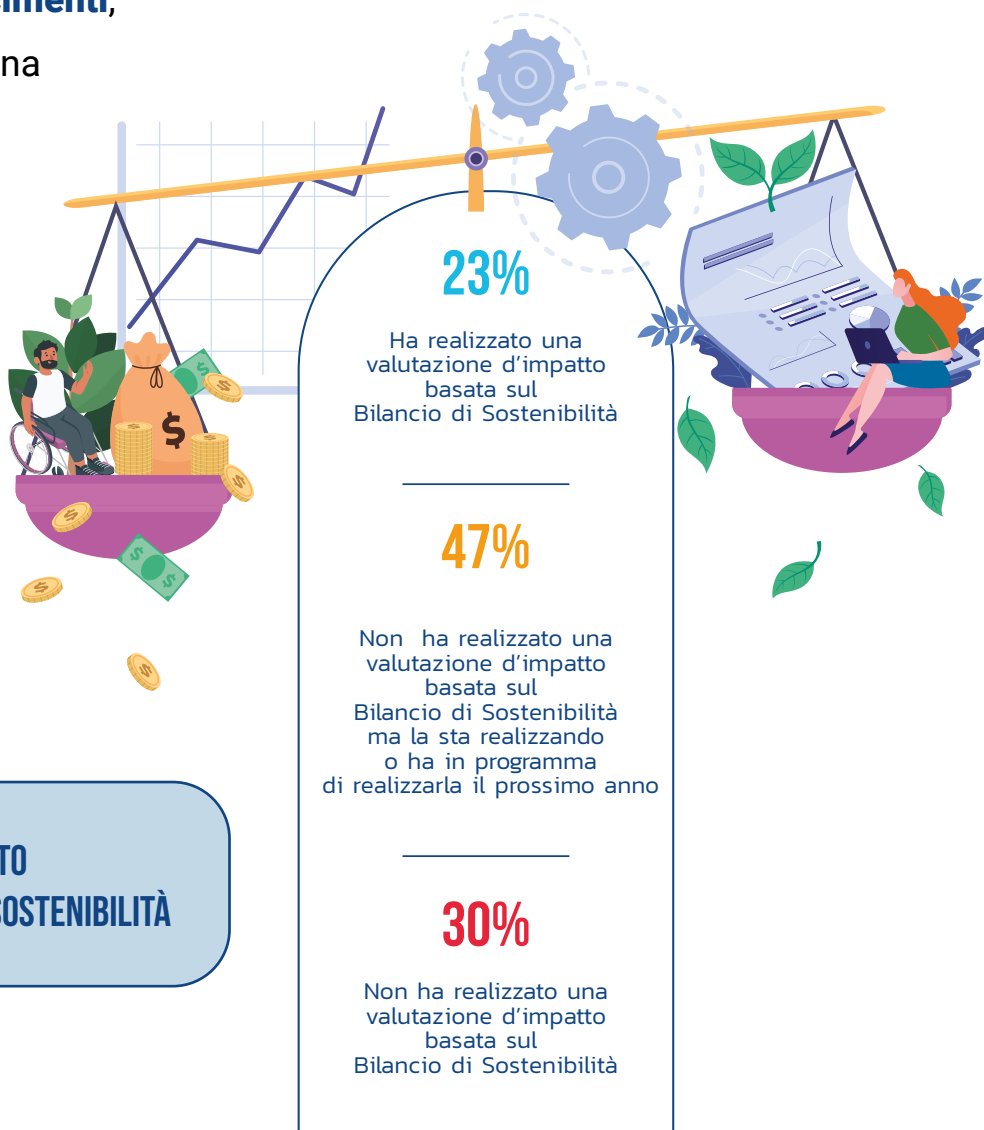 na
23%
Ha realizzato una
valutazione d'impatto
basata sul
Bilancio di Sostenibilità
47%
Non ha realizzato una
valutazione d'impatto
basata sul
Bilancio di Sostenibilità
ma la sta realizzando
o ha in programma
di realizzarla il prossimo anno
TO
SOSTENIBILITÀ
30%
Non ha realizzato una
valutazione d'impatto
basata sul
Bilancio di Sostenibilità